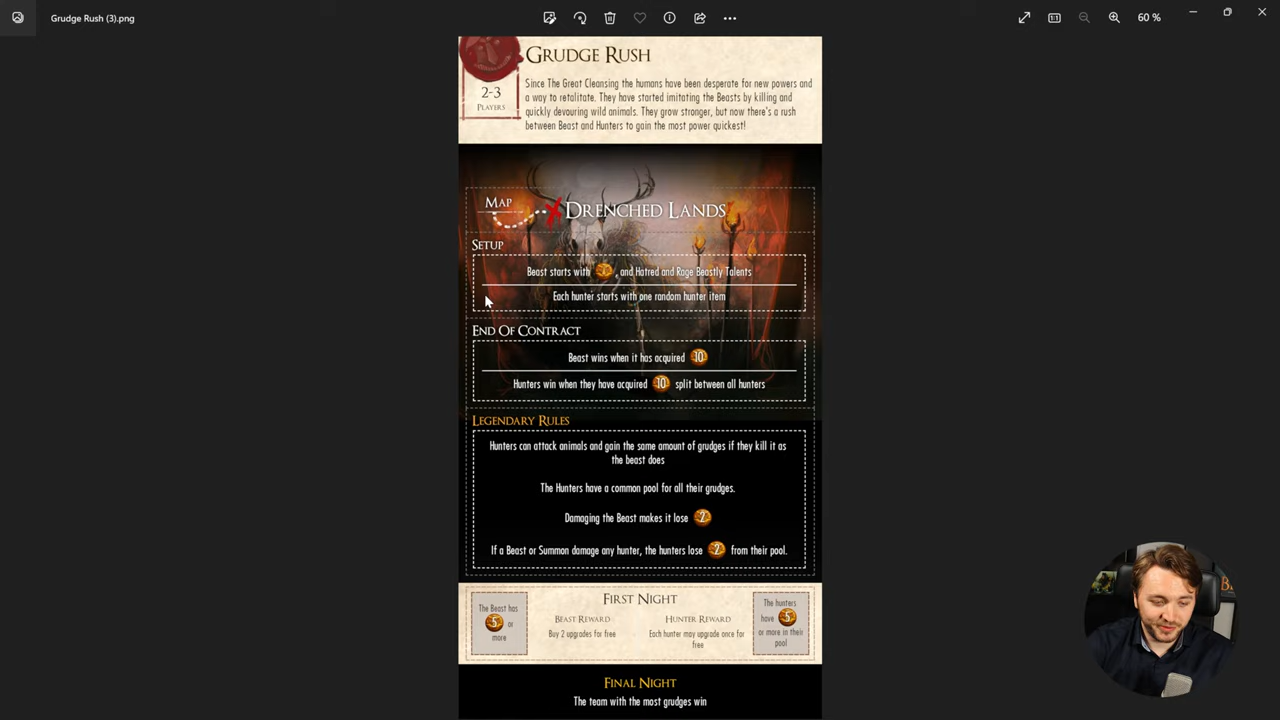 Grudge Rush (3).png
60 %
GRUDGE RUSH
2-3
PLAYERS
Since The Great Cleansing the humans have been desperate for new powers and
a way to retalitate. They have started imitating the Beasts by killing and
quickly devouring wild animals. They grow stronger, but now there's a rush
between Beast and Hunters to gain the most power quickest!
MAP
DRENCHED LANDS
SETUP
Beast starts with , and Hatred and Rage Beastly Talents
Each hunter starts with one random hunter item
END OF CONTRACT
Beast wins when it has acquired 10
Hunters win when they have acquired 10 split between all hunters
LEGENDARY RULES
Hunters can attack animals and gain the same amount of grudges if they kill it as
the beast does
The Hunters have a common pool for all their grudges.
Damaging the Beast makes it lose 2
If a Beast or Summon damage any hunter, the hunters lose 2 from their pool.
FIRST NIGHT
The Beast has
5 or
more
BEAST REWARD
Buy 2 upgrades for free
HUNTER REWARD
Each hunter may upgrade once for
free
The hunters
have 5
or more in their
pool
FINAL NIGHT
The team with the most grudges win